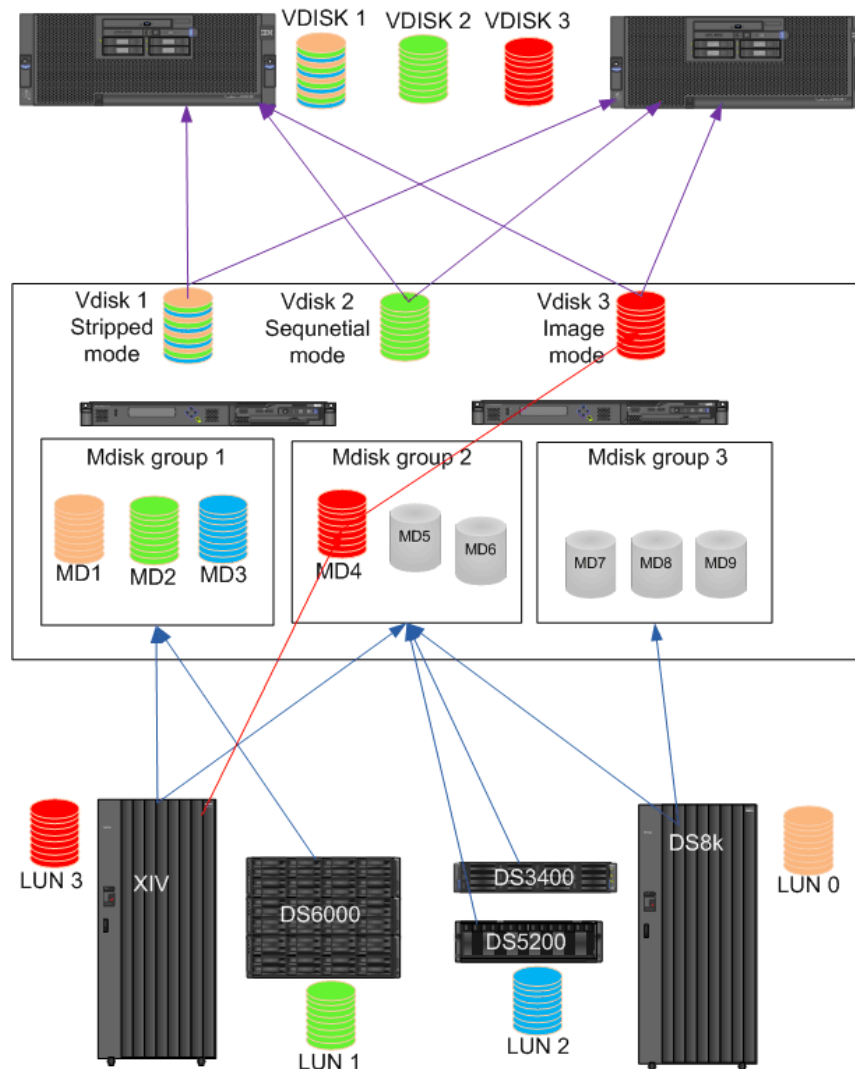 VDISK 1
VDISK 2
VDISK 3
IBM
IBM
Vdisk 1
Stripped
mode
Vdisk 2
Sequnetial
mode
Vdisk 3
Image
mode
Mdisk group 1
Mdisk group 2
Mdisk group 3
MD1
MD2
MD3
MD4
MD5
MD6
MD7
MD8
MD9
LUN 3
XIV
DS6000
LUN 1
DS3400
DS5200
LUN 2
DS8k
LUN 0